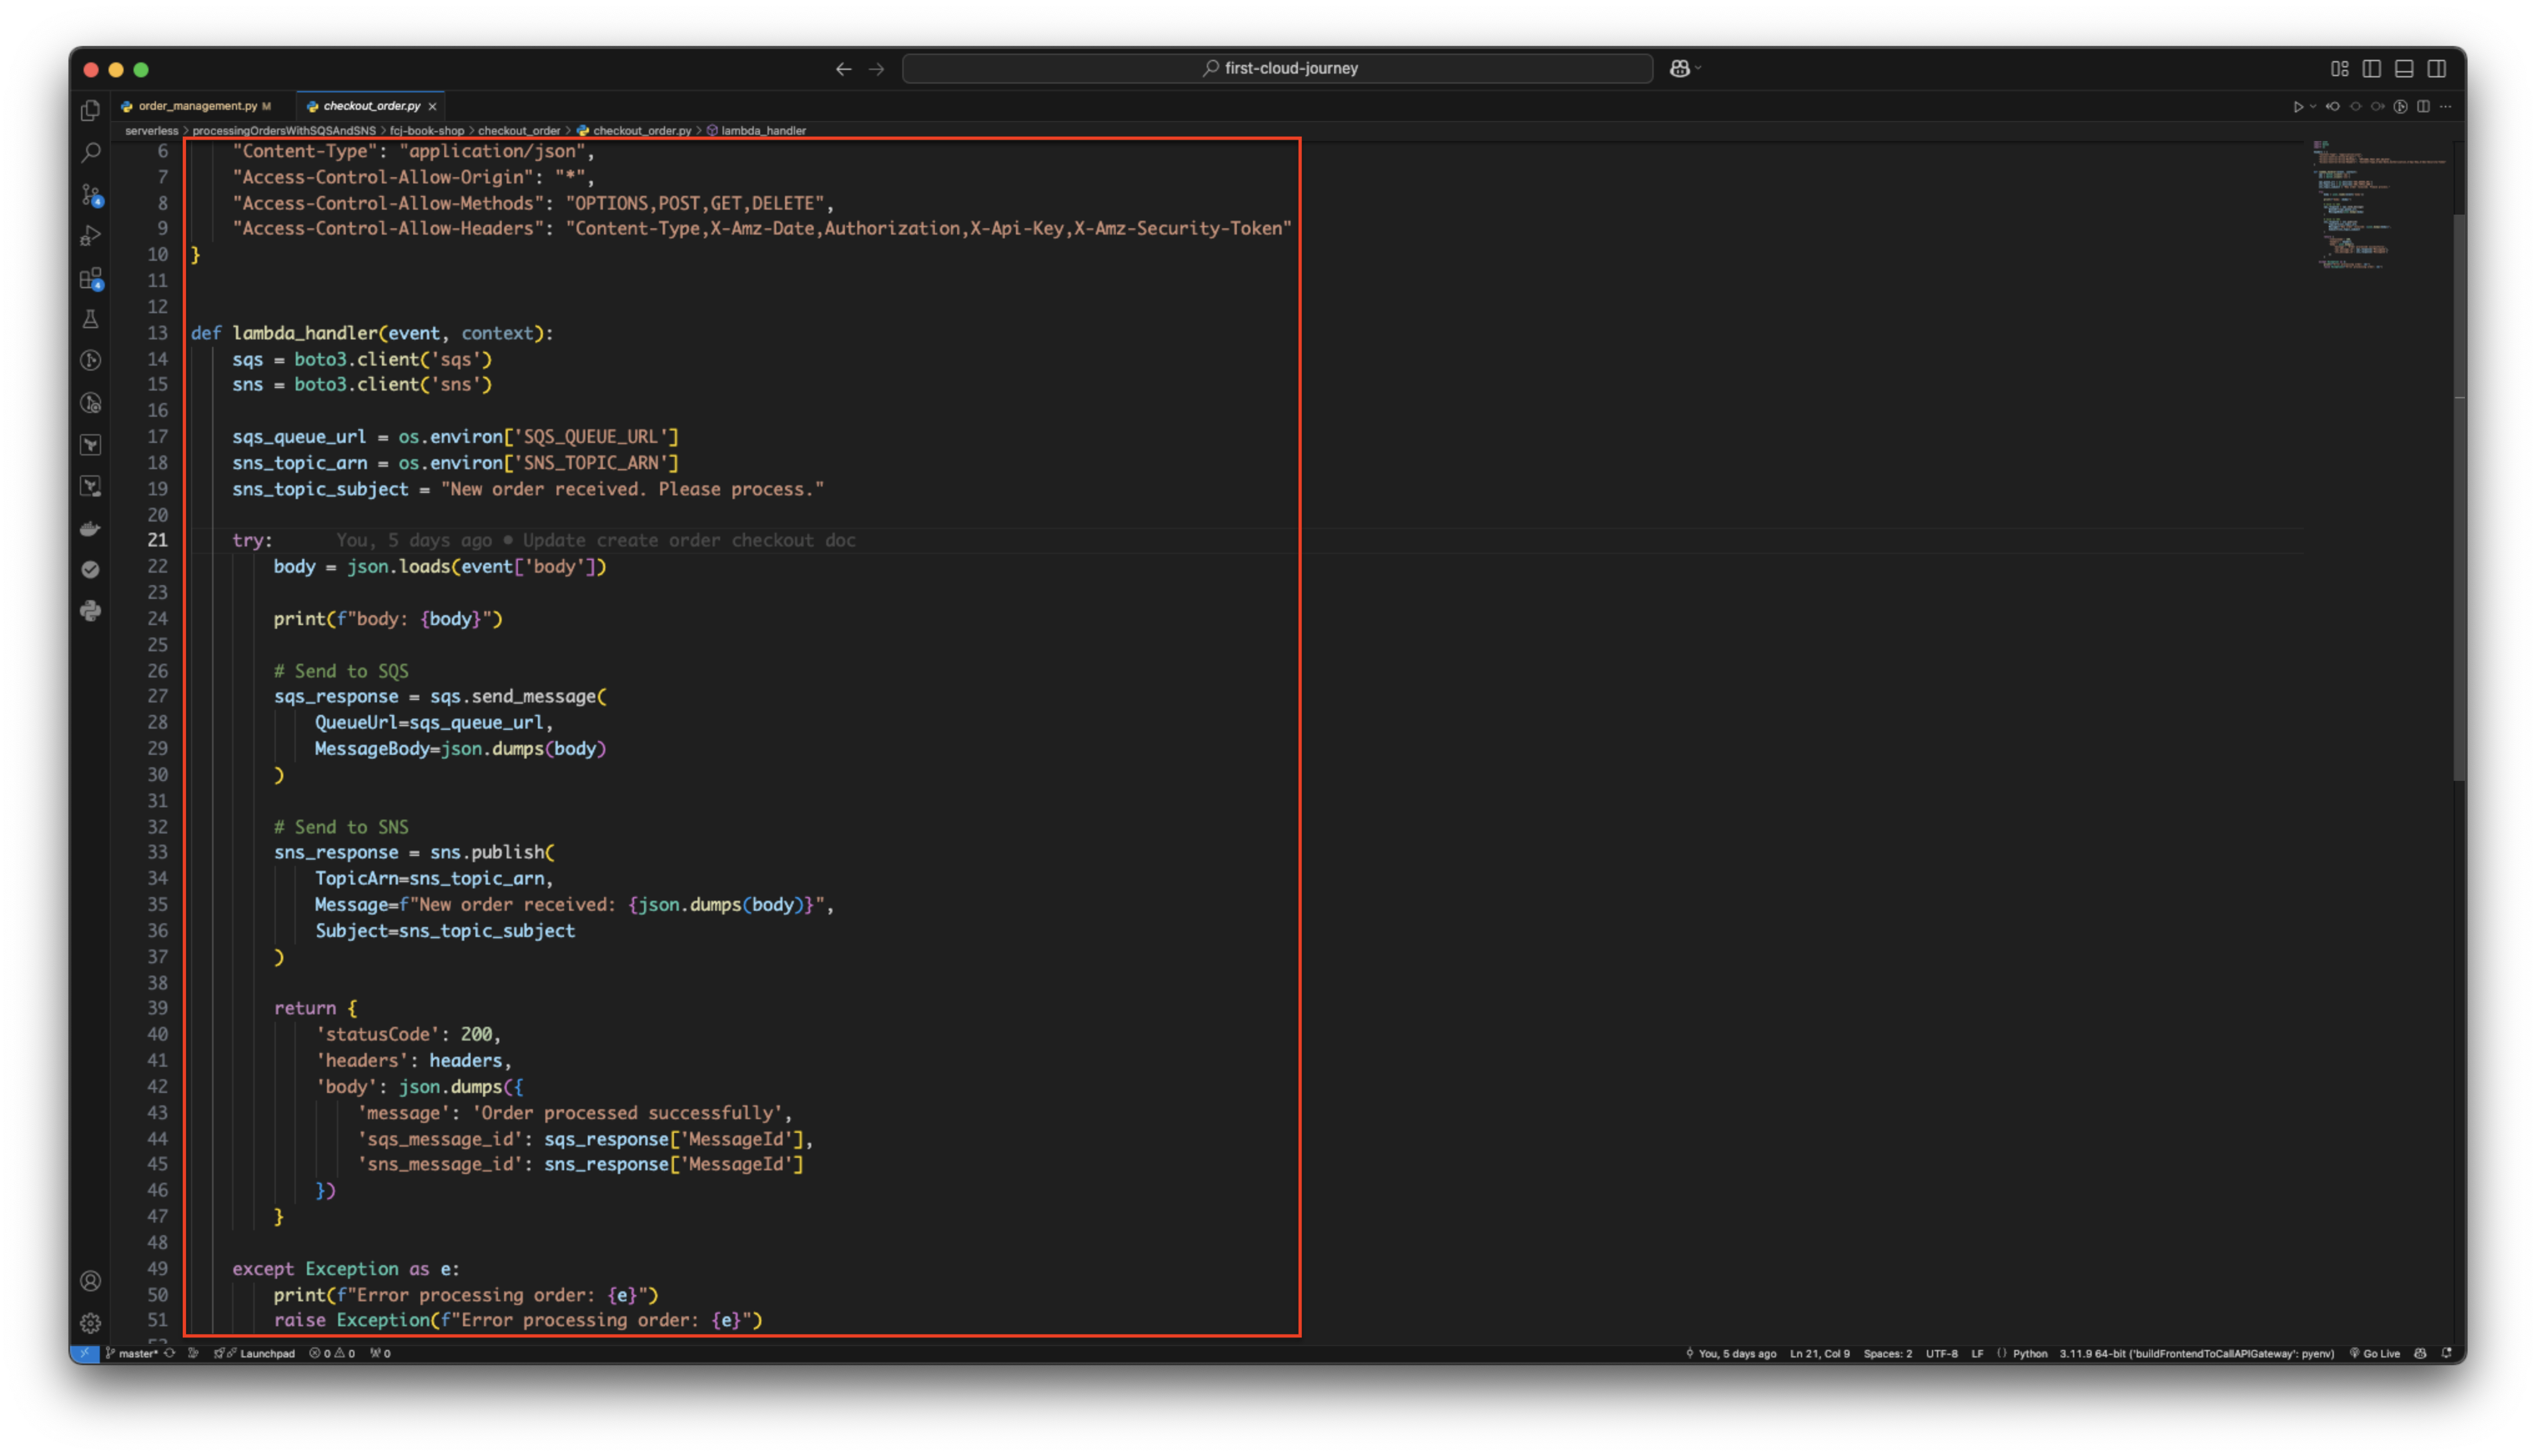 first-cloud-journey
order_management.py M
checkout_order.py
serverless > processingOrdersWithSQSAndSNS > fcj-book-shop > checkout_order > checkout_order.py > lambda_handler
6 "Content-Type": "application/json",
7 "Access-Control-Allow-Origin": "*",
8 "Access-Control-Allow-Methods": "OPTIONS,POST,GET,DELETE",
9 "Access-Control-Allow-Headers": "Content-Type,X-Amz-Date,Authorization,X-Api-Key,X-Amz-Security-Token"
10 }
11
12
13 def lambda_handler(event, context):
14 sqs = boto3.client('sqs')
15 sns = boto3.client('sns')
16
17 sqs_queue_url = os.environ['SQS_QUEUE_URL']
18 sns_topic_arn = os.environ['SNS_TOPIC_ARN']
19 sns_topic_subject = "New order received. Please process."
20
21 try: You, 5 days ago • Update create order checkout doc
22 body = json.loads(event['body'])
23
24 print(f"body: {body}")
25
26 # Send to SQS
27 sqs_response = sqs.send_message(
28 QueueUrl=sqs_queue_url,
29 MessageBody=json.dumps(body)
30 )
31
32 # Send to SNS
33 sns_response = sns.publish(
34 TopicArn=sns_topic_arn,
35 Message=f"New order received: {json.dumps(body)}",
36 Subject=sns_topic_subject
37 )
38
39 return {
40 'statusCode': 200,
41 'headers': headers,
42 'body': json.dumps({
43 'message': 'Order processed successfully',
44 'sqs_message_id': sqs_response['MessageId'],
45 'sns_message_id': sns_response['MessageId']
46 })
47 }
48
49 except Exception as e:
50 print(f"Error processing order: {e}")
51 raise Exception(f"Error processing order: {e}")
master* Launchpad 0 0 0 You, 5 days ago Ln 21, Col 9 Spaces: 2 UTF-8 LF Python 3.11.9 64-bit ('buildFrontendToCallAPIGateway': pyenv) Go Live